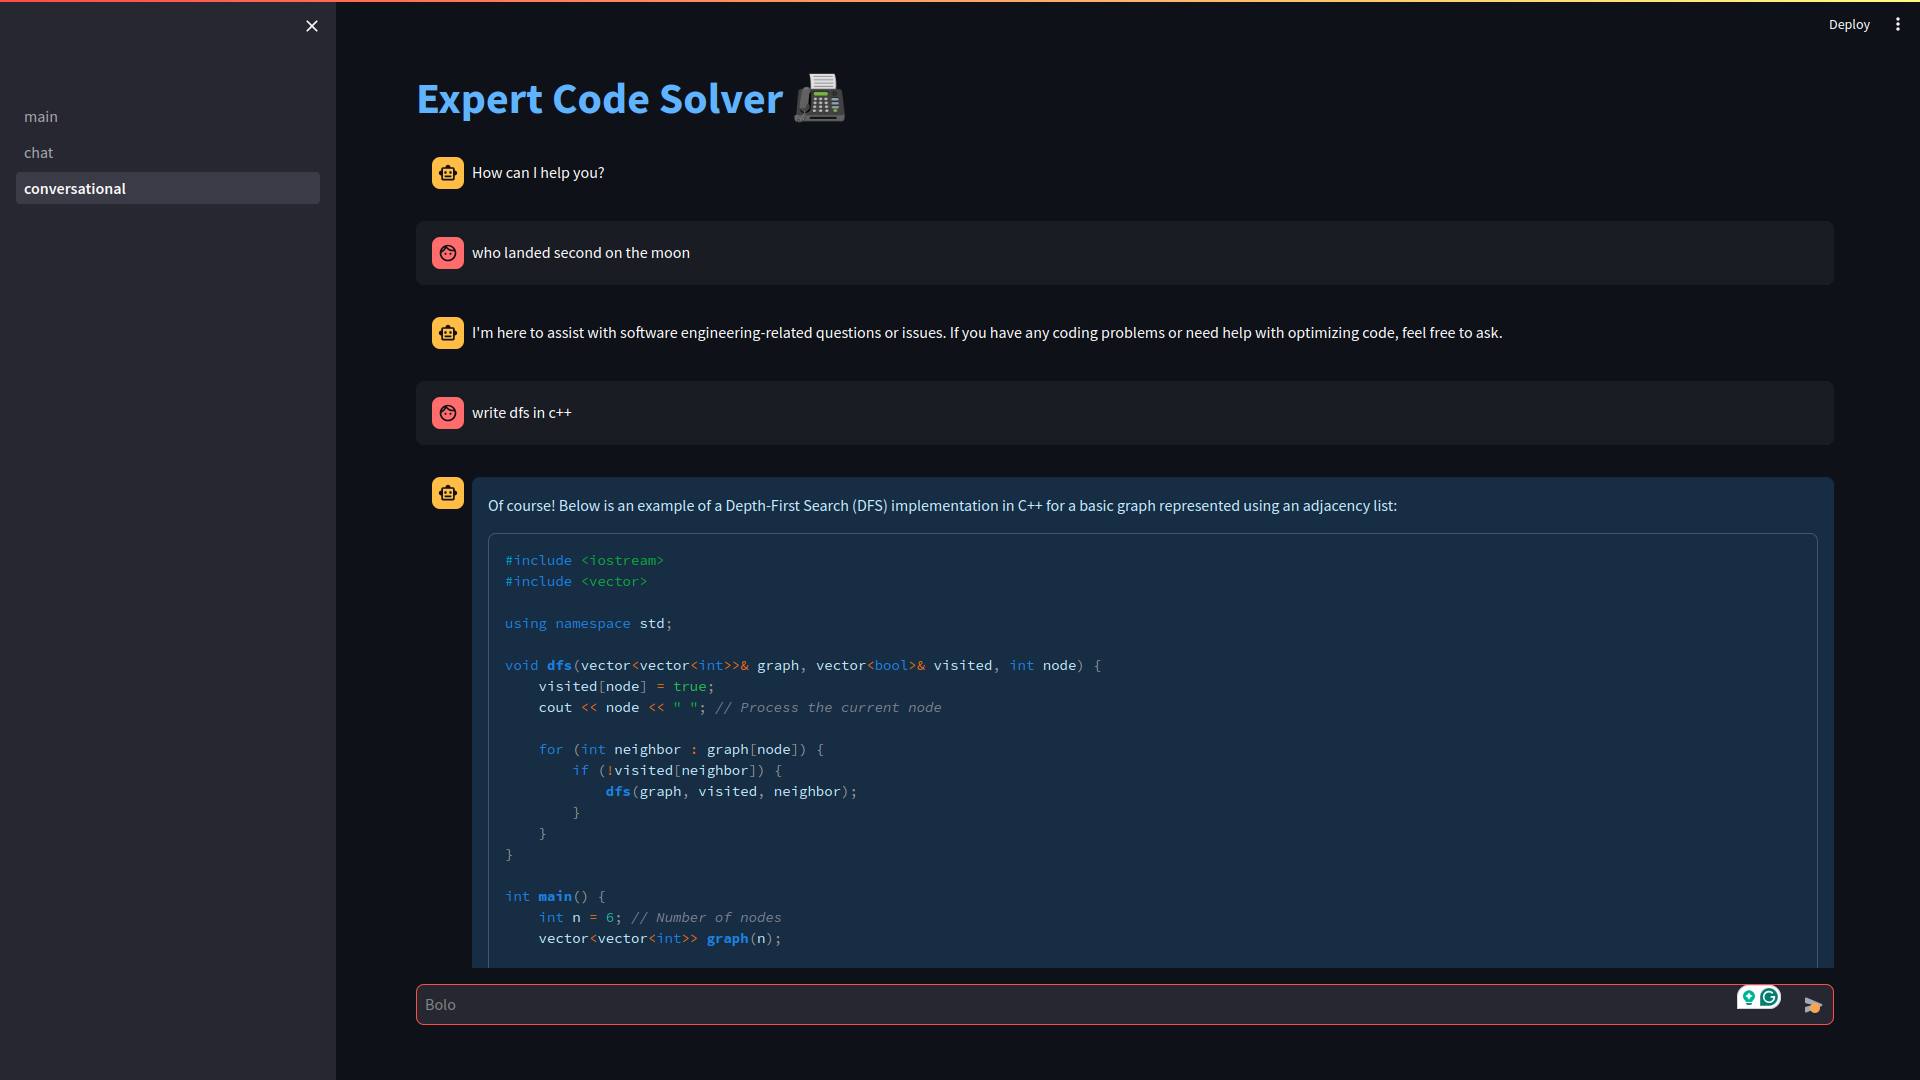 Deploy
main
chat
conversational
Expert Code Solver
How can I help you?
who landed second on the moon
I'm here to assist with software engineering-related questions or issues. If you have any coding problems or need help with optimizing code, feel free to ask.
write dfs in c++
Of course! Below is an example of a Depth-First Search (DFS) implementation in C++ for a basic graph represented using an adjacency list:
#include <iostream>
#include <vector>
using namespace std;
void dfs(vector<vector<int>>& graph, vector<bool>& visited, int node) {
    visited[node] = true;
    cout << node << " "; // Process the current node
    for (int neighbor : graph[node]) {
        if (!visited[neighbor]) {
            dfs(graph, visited, neighbor);
        }
    }
}
int main() {
    int n = 6; // Number of nodes
    vector<vector<int>> graph(n);
Bolo